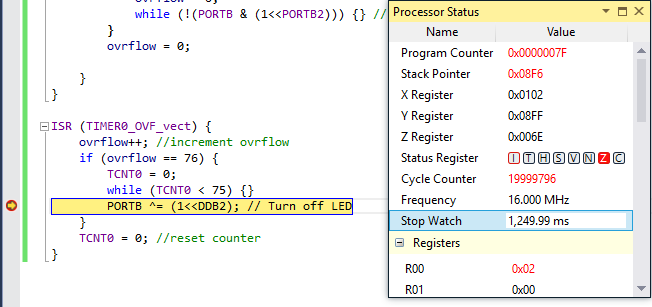 ovrflow = 0;
while (!(PORTB & (1<<PORTB2))) {} //
}
ovrflow = 0;
}
}
ISR (TIMER0_OVF_vect) {
ovrflow++; //increment ovrflow
if (ovrflow == 76) {
TCNT0 = 0;
while (TCNT0 < 75) {}
PORTB ^= (1<<DDB2); // Turn off LED
}
TCNT0 = 0; //reset counter
}
Processor Status
Name Value
Program Counter 0x0000007F
Stack Pointer 0x08F6
X Register 0x0102
Y Register 0x08FF
Z Register 0x006E
Status Register I T H S V N Z C
Cycle Counter 19999796
Frequency 16.000 MHz
Stop Watch 1,249.99 ms
Registers
R00 0x02
R01 0x00